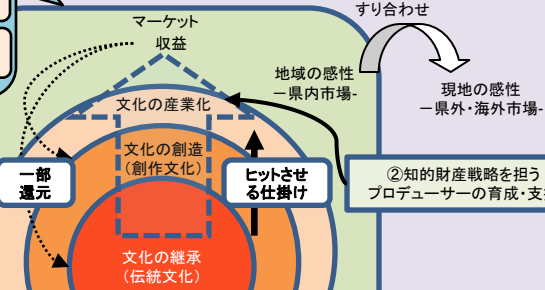 すり合わせ
マーケット
収益
地域の感性
－県内市場-
現地の感性
－県外・海外市場-
文化の産業化
文化の創造
（創作文化）
一部
還元
ヒットさせ
る仕掛け
②知的財産戦略を担う
プロデューサーの育成・支
文化の継承
（伝統文化）